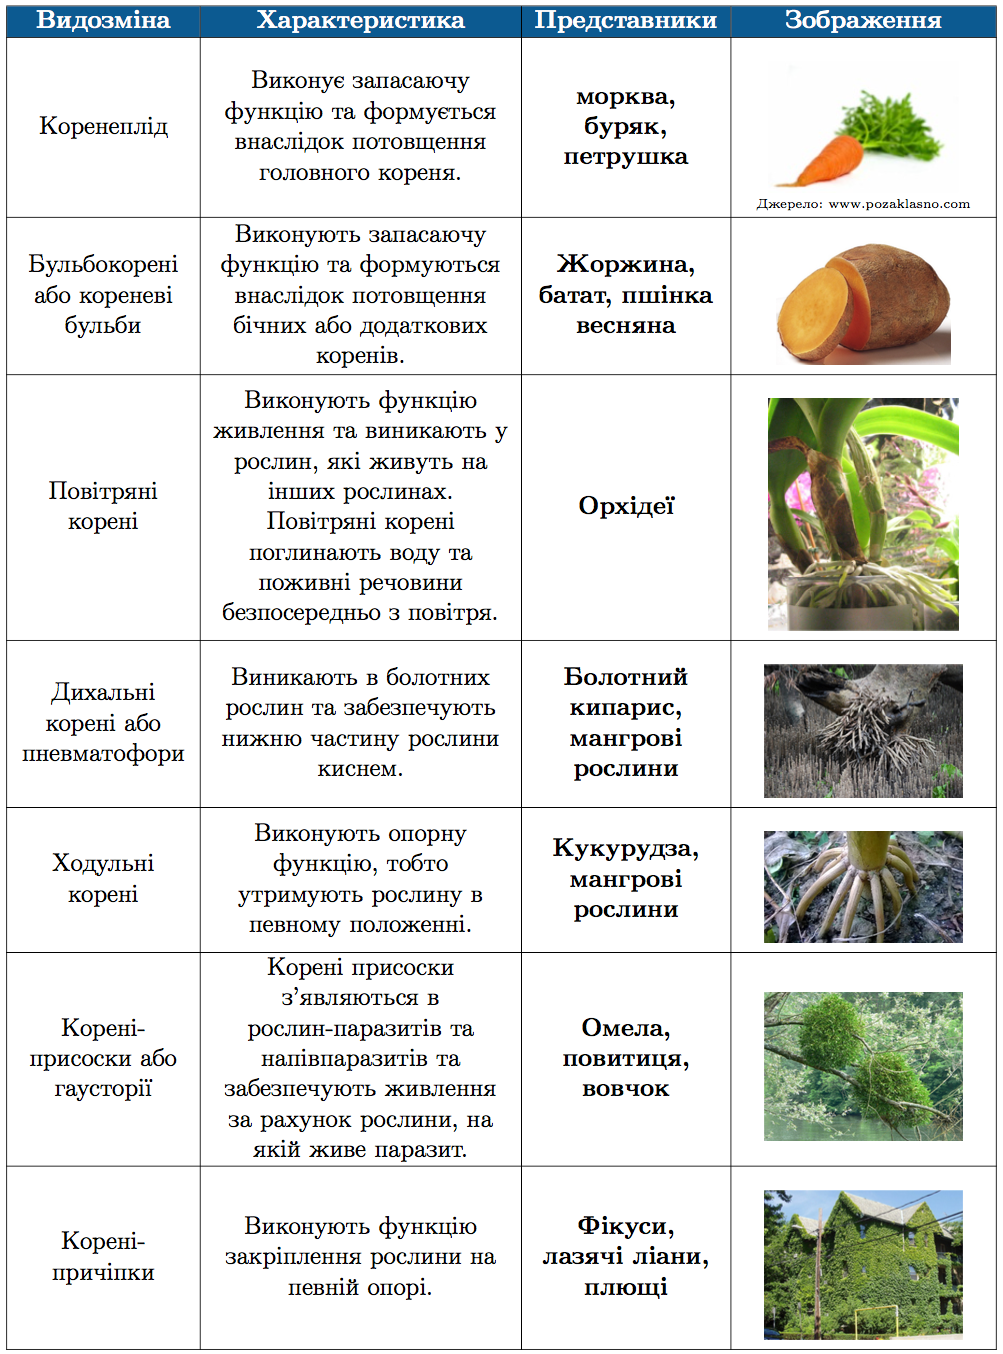 Видозміна Характеристика Представники Зображення
Коренеплід
Виконує запасаючу
функцію та формується
внаслідок потовщення
головного кореня.
морква,
буряк,
петрушка
Джерело: www.pozaklasno.com
Бульбокорені
або кореневі
бульби
Виконують запасаючу
функцію та формуються
внаслідок потовщення
бічних або додаткових
коренів.
Жоржина,
батат, пшінка
весняна
Повітряні
корені
Виконують функцію
живлення та виникають у
рослин, які живуть на
інших рослинах.
Повітряні корені
поглинають воду та
поживні речовини
безпосередньо з повітря.
Орхідеї
Дихальні
корені або
пневматофори
Виникають в болотних
рослин та забезпечують
нижню частину рослини
киснем.
Болотний
кипарис,
мангрові
рослини
Ходульні
корені
Виконують опорну
функцію, тобто
утримують рослину в
певному положенні.
Кукурудза,
мангрові
рослини
Корені-
присоски або
гаусторії
Корені присоски
з’являються в
рослин-паразитів та
напівпаразитів та
забезпечують живлення
за рахунок рослини, на
якій живе паразит.
Омела,
повитиця,
вовчок
Корені-
причіпки
Виконують функцію
закріплення рослини на
певній опорі.
Фікуси,
лазячі ліани,
плющі